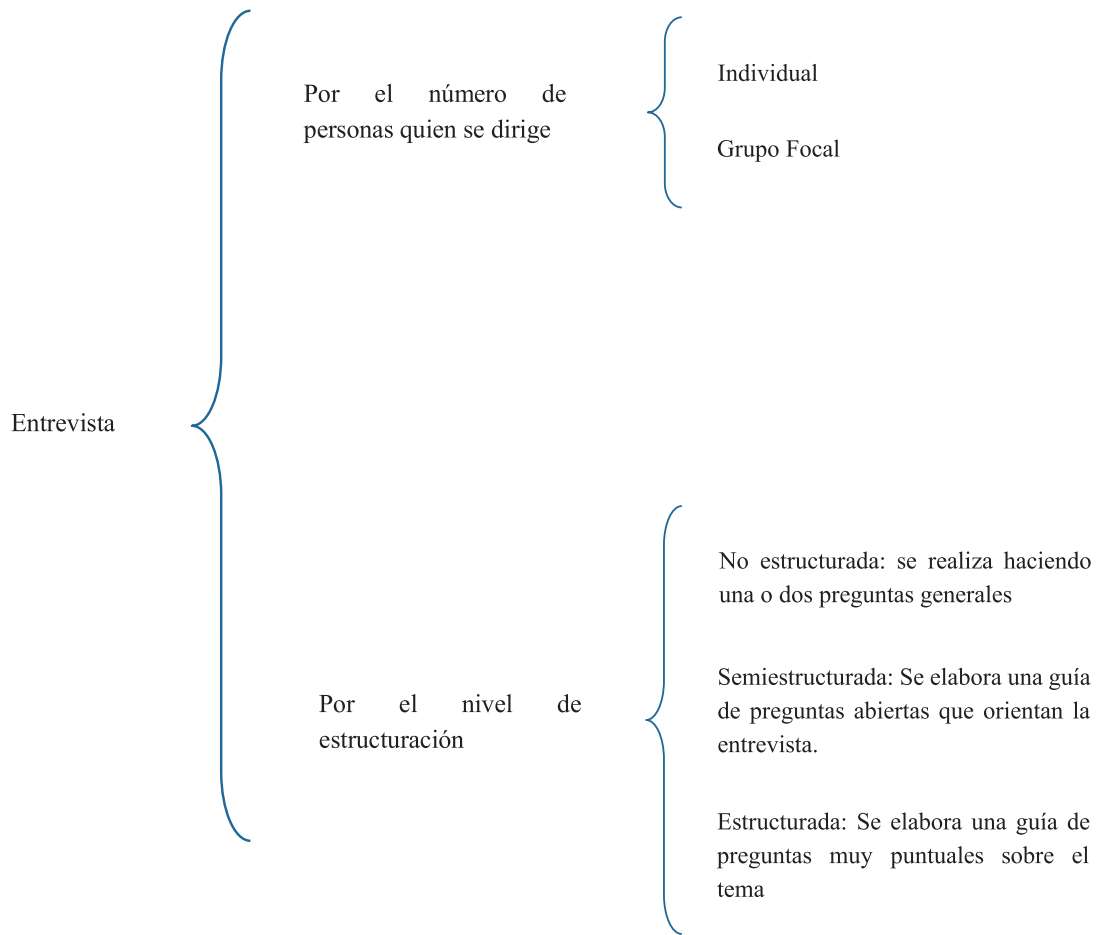 Entrevista
Por el número de
personas quien se dirige
Individual
Grupo Focal
Por el nivel de
estructuración
No estructurada: se realiza haciendo
una o dos preguntas generales
Semiestructurada: Se elabora una guía
de preguntas abiertas que orientan la
entrevista.
Estructurada: Se elabora una guía de
preguntas muy puntuales sobre el
tema